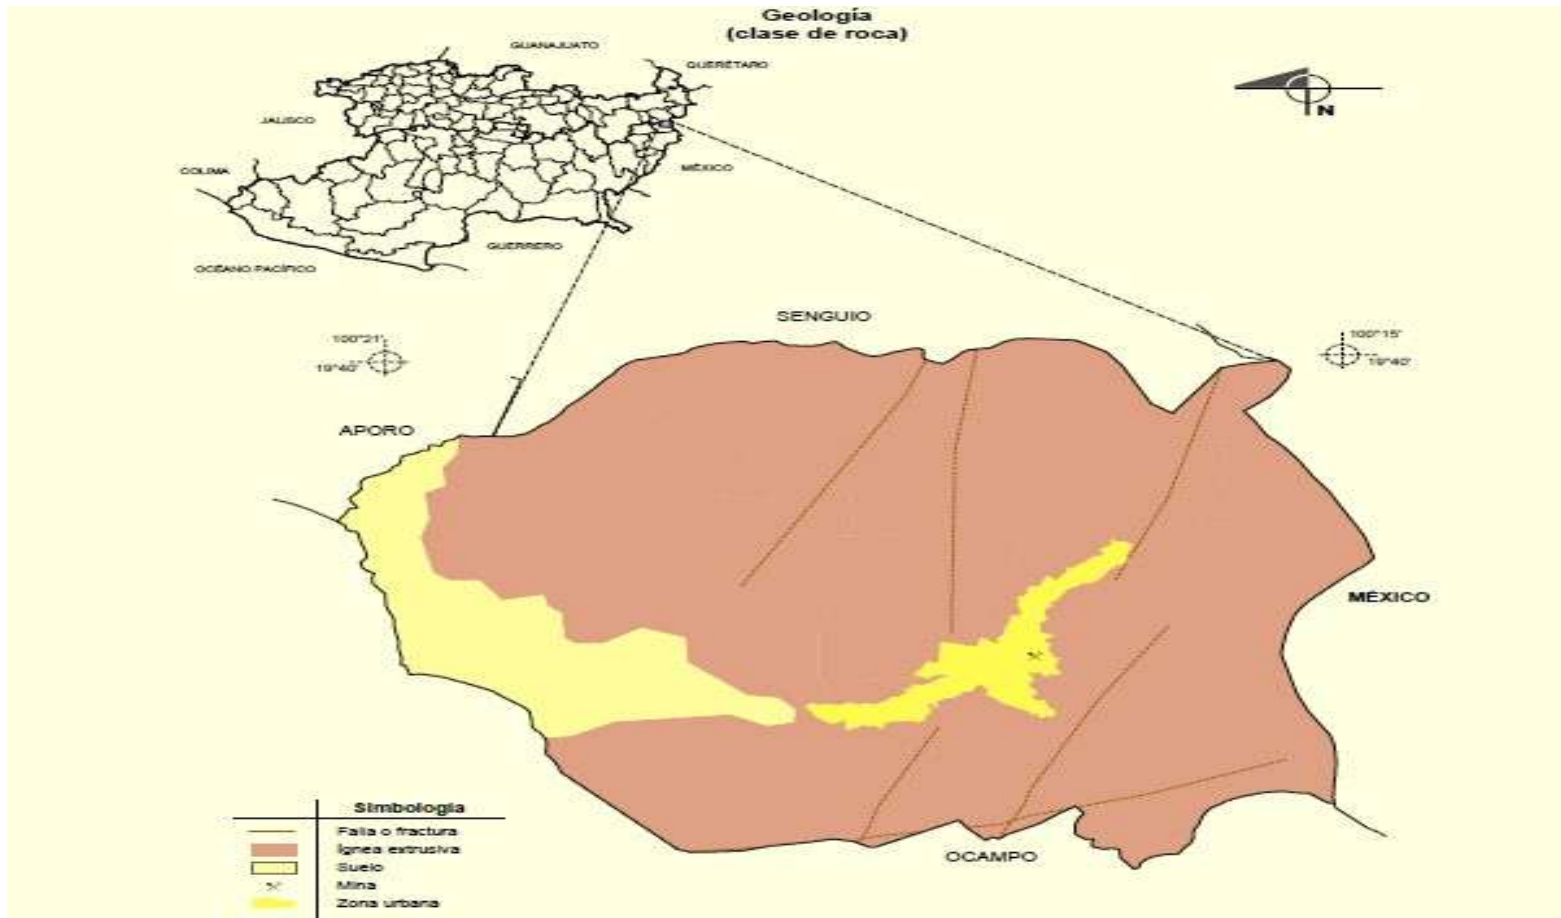 Geología
(clase de roca)
GUANAJUATO
QUERÉTARO
N
JALISCO
COLIMA
MÉXICO
GUERRERO
OCÉANO PACÍFICO
SENGUIO
100°21'
19°40'
100°15'
19°40'
APORO
MÉXICO
OCAMPO
Simbología
Falla o fractura
Ígnea extrusiva
Suelo
Mina
Zona urbana